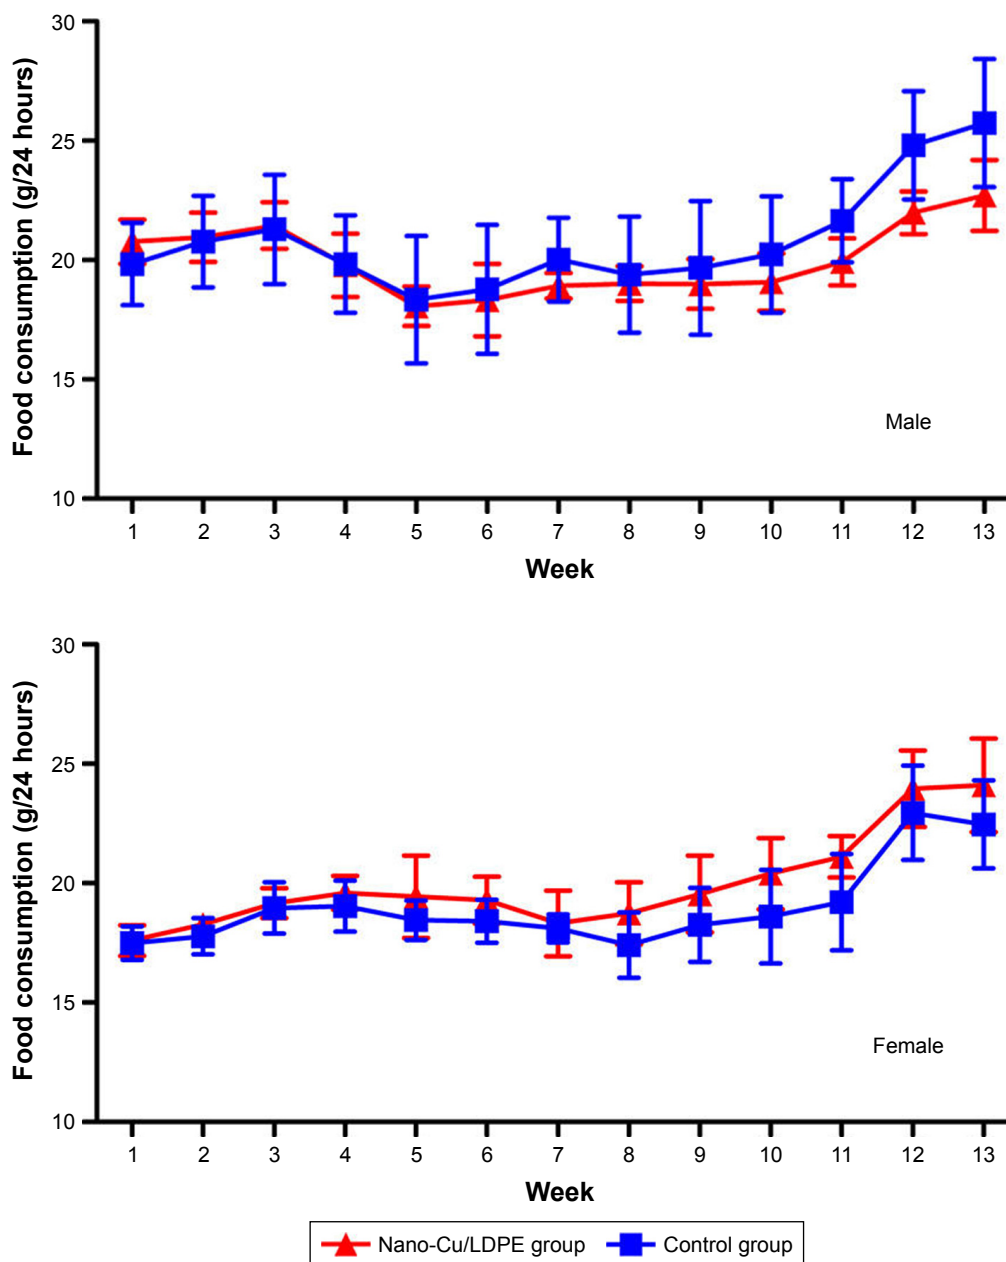 30
25
20
15
10
Food consumption (g/24 hours)
Male
1 2 3 4 5 6 7 8 9 10 11 12 13
Week
30
25
20
15
10
Food consumption (g/24 hours)
Female
1 2 3 4 5 6 7 8 9 10 11 12 13
Week
Nano-Cu/LDPE group Control group